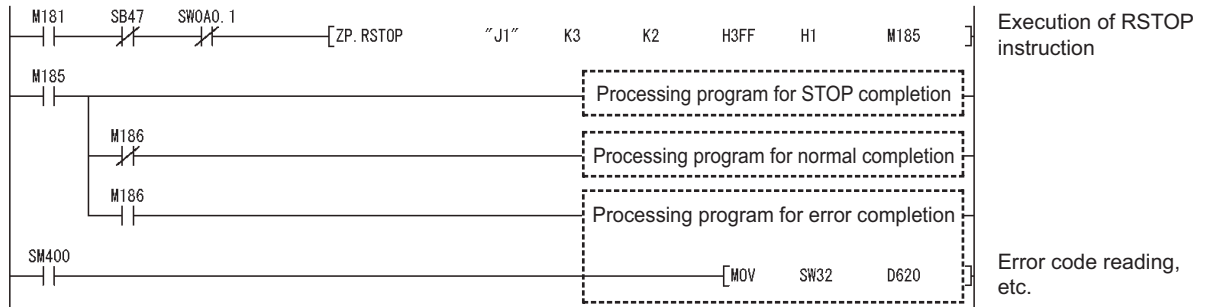 M181 SB47 SW0A0.1
ZP.RSTOP "J1" K3 K2 H3FF H1 M185
Execution of RSTOP
instruction
M185
Processing program for STOP completion
M186
Processing program for normal completion
M186
Processing program for error completion
SM400
MOV SW32 D620
Error code reading,
etc.